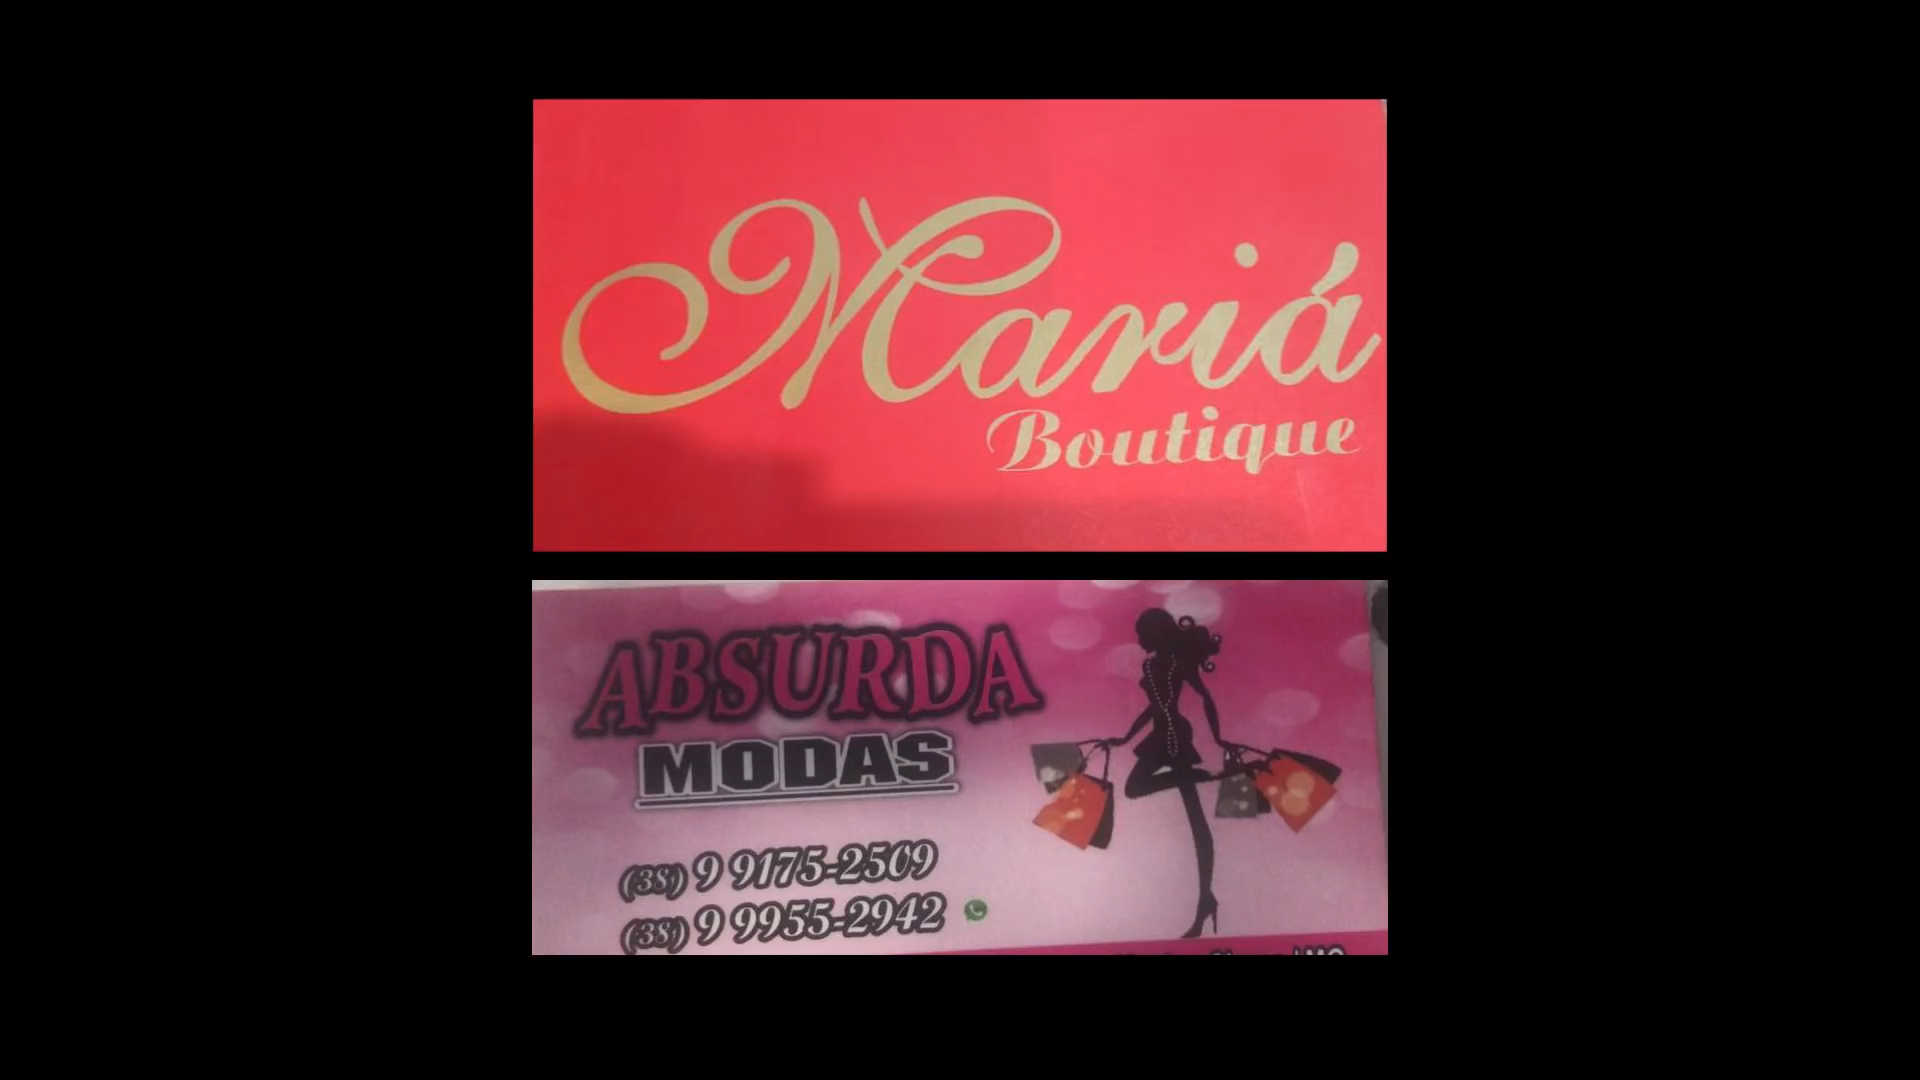 Mariá
Boutique
ABSURDA
MODAS
(38) 9 9175-2509
(38) 9 9955-2942